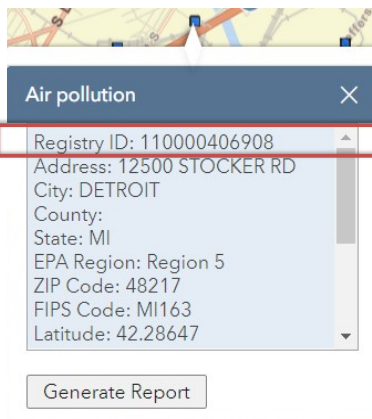 Air pollution
Registry ID: 110000406908
Address: 12500 STOCKER RD
City: DETROIT
County:
State: MI
EPA Region: Region 5
ZIP Code: 48217
FIPS Code: MI163
Latitude: 42.28647
Generate Report